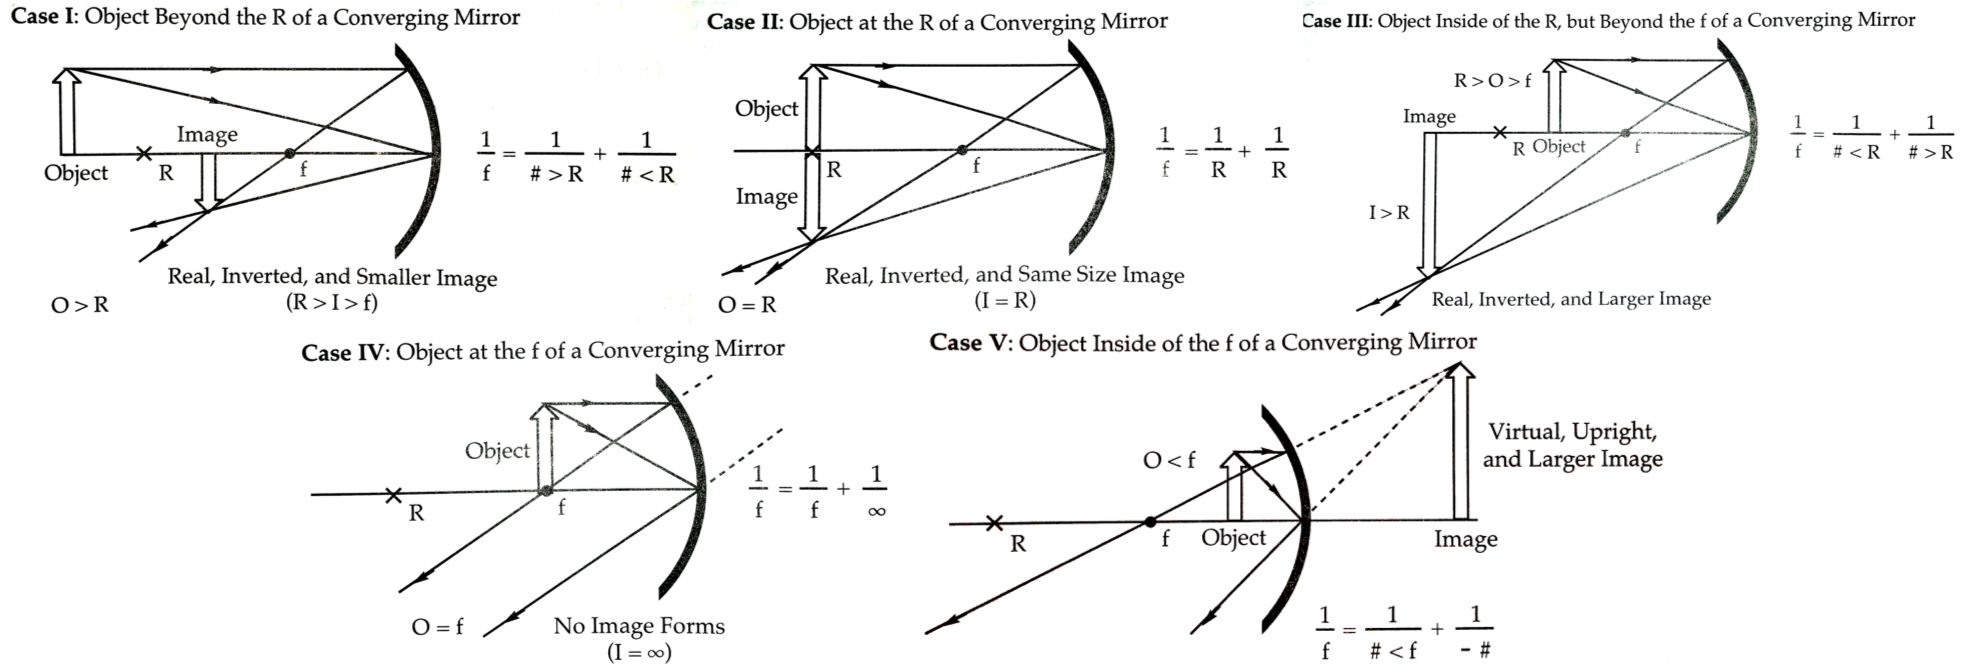 Case I: Object Beyond the R of a Converging Mirror
Image
Object
R
f
1/f = 1/# > R + 1/# < R
Real, Inverted, and Smaller Image
O > R
(R > I > f)
Case II: Object at the R of a Converging Mirror
Object
R
f
Image
1/f = 1/R + 1/R
Real, Inverted, and Same Size Image
O = R
(I = R)
Case III: Object Inside of the R, but Beyond the f of a Converging Mirror
R > O > f
Image
R Object
f
I > R
1/f = 1/# < R + 1/# > R
Real, Inverted, and Larger Image
Case IV: Object at the f of a Converging Mirror
Object
R
f
1/f = 1/f + 1/∞
O = f
No Image Forms
(I = ∞)
Case V: Object Inside of the f of a Converging Mirror
O < f
Virtual, Upright,
and Larger Image
R
f
Object
Image
1/f = 1/# < f + 1/- #